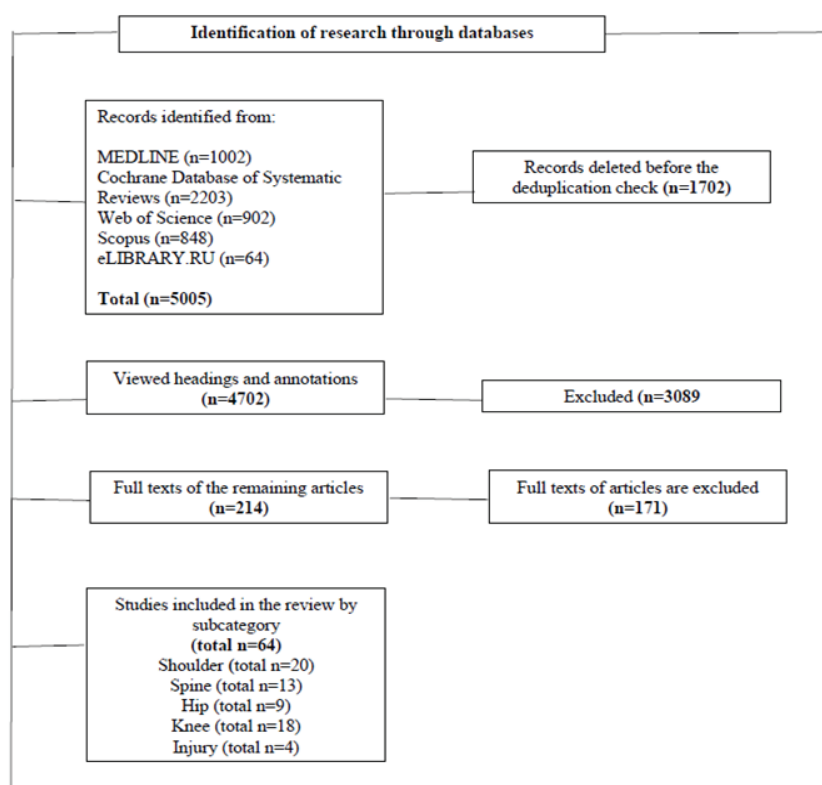 Identification of research through databases
Records identified from:
MEDLINE (n=1002)
Cochrane Database of Systematic
Reviews (n=2203)
Web of Science (n=902)
Scopus (n=848)
eLIBRARY.RU (n=64)
Total (n=5005)
Records deleted before the
deduplication check (n=1702)
Viewed headings and annotations
(n=4702)
Excluded (n=3089
Full texts of the remaining articles
(n=214)
Full texts of articles are excluded
(n=171)
Studies included in the review by
subcategory
(total n=64)
Shoulder (total n=20)
Spine (total n=13)
Hip (total n=9)
Knee (total n=18)
Injury (total n=4)